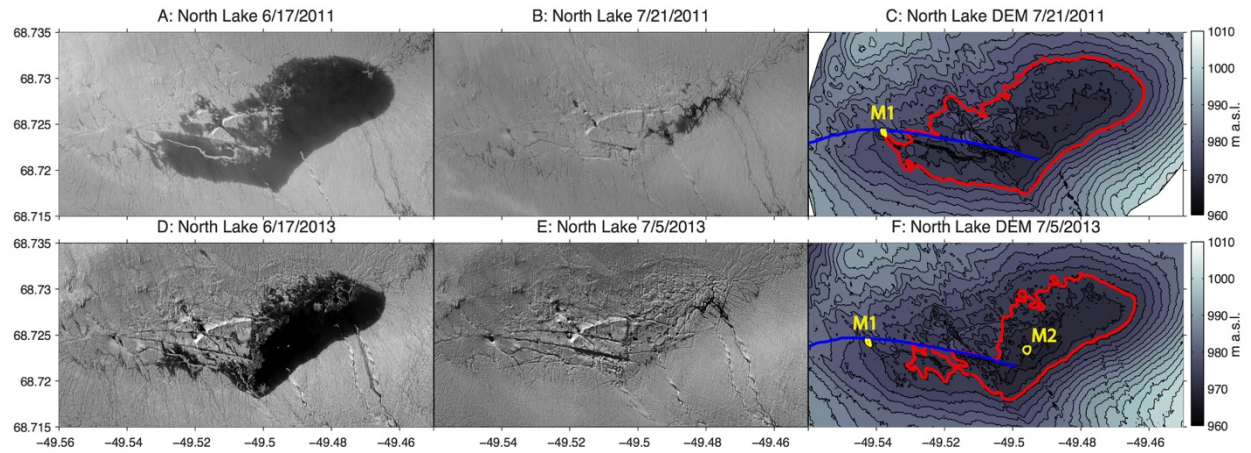 A: North Lake 6/17/2011
B: North Lake 7/21/2011
C: North Lake DEM 7/21/2011
68.735
68.73
68.725
68.72
68.715
M1
1010
1000
990
980
970
960
m a.s.l.
D: North Lake 6/17/2013
E: North Lake 7/5/2013
F: North Lake DEM 7/5/2013
68.735
68.73
68.725
68.72
68.715
M1
M2
1010
1000
990
980
970
960
m a.s.l.
−49.56 −49.54 −49.52 −49.5 −49.48 −49.46
−49.54 −49.52 −49.5 −49.48 −49.46
−49.54 −49.52 −49.5 −49.48 −49.46